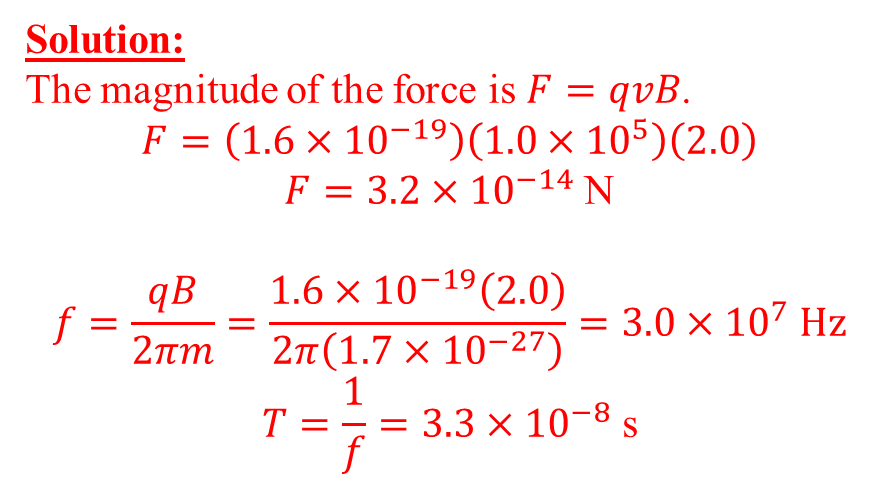 Solution:
The magnitude of the force is F = qvB.
F = (1.6 × 10⁻¹⁹)(1.0 × 10⁵)(2.0)
F = 3.2 × 10⁻¹⁴ N
f = qB/2πm = 1.6 × 10⁻¹⁹(2.0)/2π(1.7 × 10⁻²⁷) = 3.0 × 10⁷ Hz
T = 1/f = 3.3 × 10⁻⁸ s